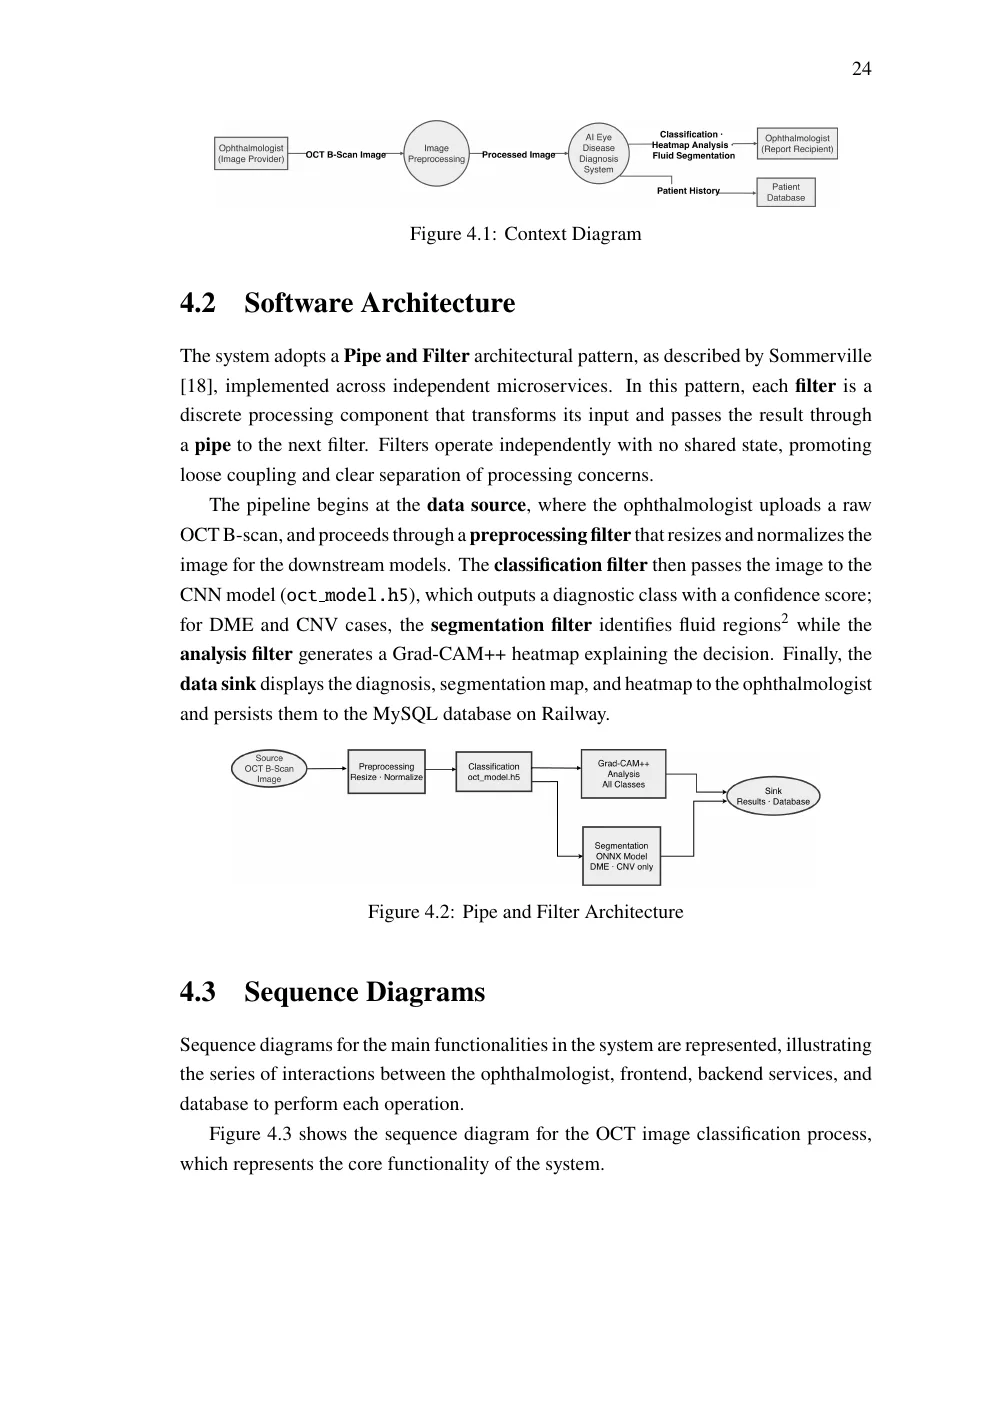 24
Ophthalmologist
(Image Provider)
OCT B-Scan Image
Image
Preprocessing
Processed Image
AI Eye
Disease
Diagnosis
System
Classification ·
Heatmap Analysis ·
Fluid Segmentation
Ophthalmologist
(Report Recipient)
Patient History
Patient
Database
Figure 4.1: Context Diagram
4.2 Software Architecture
The system adopts a Pipe and Filter architectural pattern, as described by Sommerville
[18], implemented across independent microservices. In this pattern, each filter is a
discrete processing component that transforms its input and passes the result through
a pipe to the next filter. Filters operate independently with no shared state, promoting
loose coupling and clear separation of processing concerns.
The pipeline begins at the data source, where the ophthalmologist uploads a raw
OCT B-scan, and proceeds through a preprocessing filter that resizes and normalizes the
image for the downstream models. The classification filter then passes the image to the
CNN model (oct_model.h5), which outputs a diagnostic class with a confidence score;
for DME and CNV cases, the segmentation filter identifies fluid regions2 while the
analysis filter generates a Grad-CAM++ heatmap explaining the decision. Finally, the
data sink displays the diagnosis, segmentation map, and heatmap to the ophthalmologist
and persists them to the MySQL database on Railway.
Source
OCT B-Scan
Image
Preprocessing
Resize · Normalize
Classification
oct_model.h5
Grad-CAM++
Analysis
All Classes
Sink
Results · Database
Segmentation
ONNX Model
DME · CNV only
Figure 4.2: Pipe and Filter Architecture
4.3 Sequence Diagrams
Sequence diagrams for the main functionalities in the system are represented, illustrating
the series of interactions between the ophthalmologist, frontend, backend services, and
database to perform each operation.
Figure 4.3 shows the sequence diagram for the OCT image classification process,
which represents the core functionality of the system.